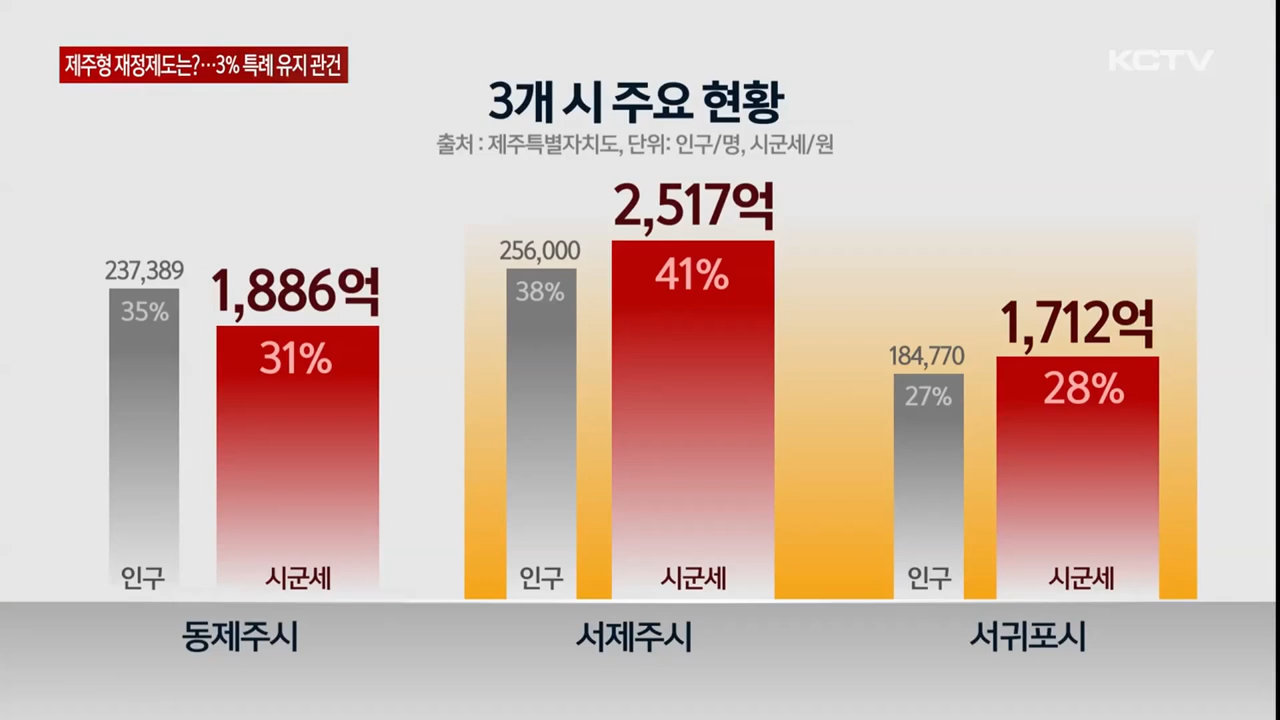 제주형 재정제도는?…3% 특례 유지 관건
KCTV
3개 시 주요 현황
출처 : 제주특별자치도, 단위: 인구/명, 시군세/원
237,389
35%
인구
1,886억
31%
시군세
동제주시
256,000
38%
인구
2,517억
41%
시군세
서제주시
184,770
27%
인구
1,712억
28%
시군세
서귀포시